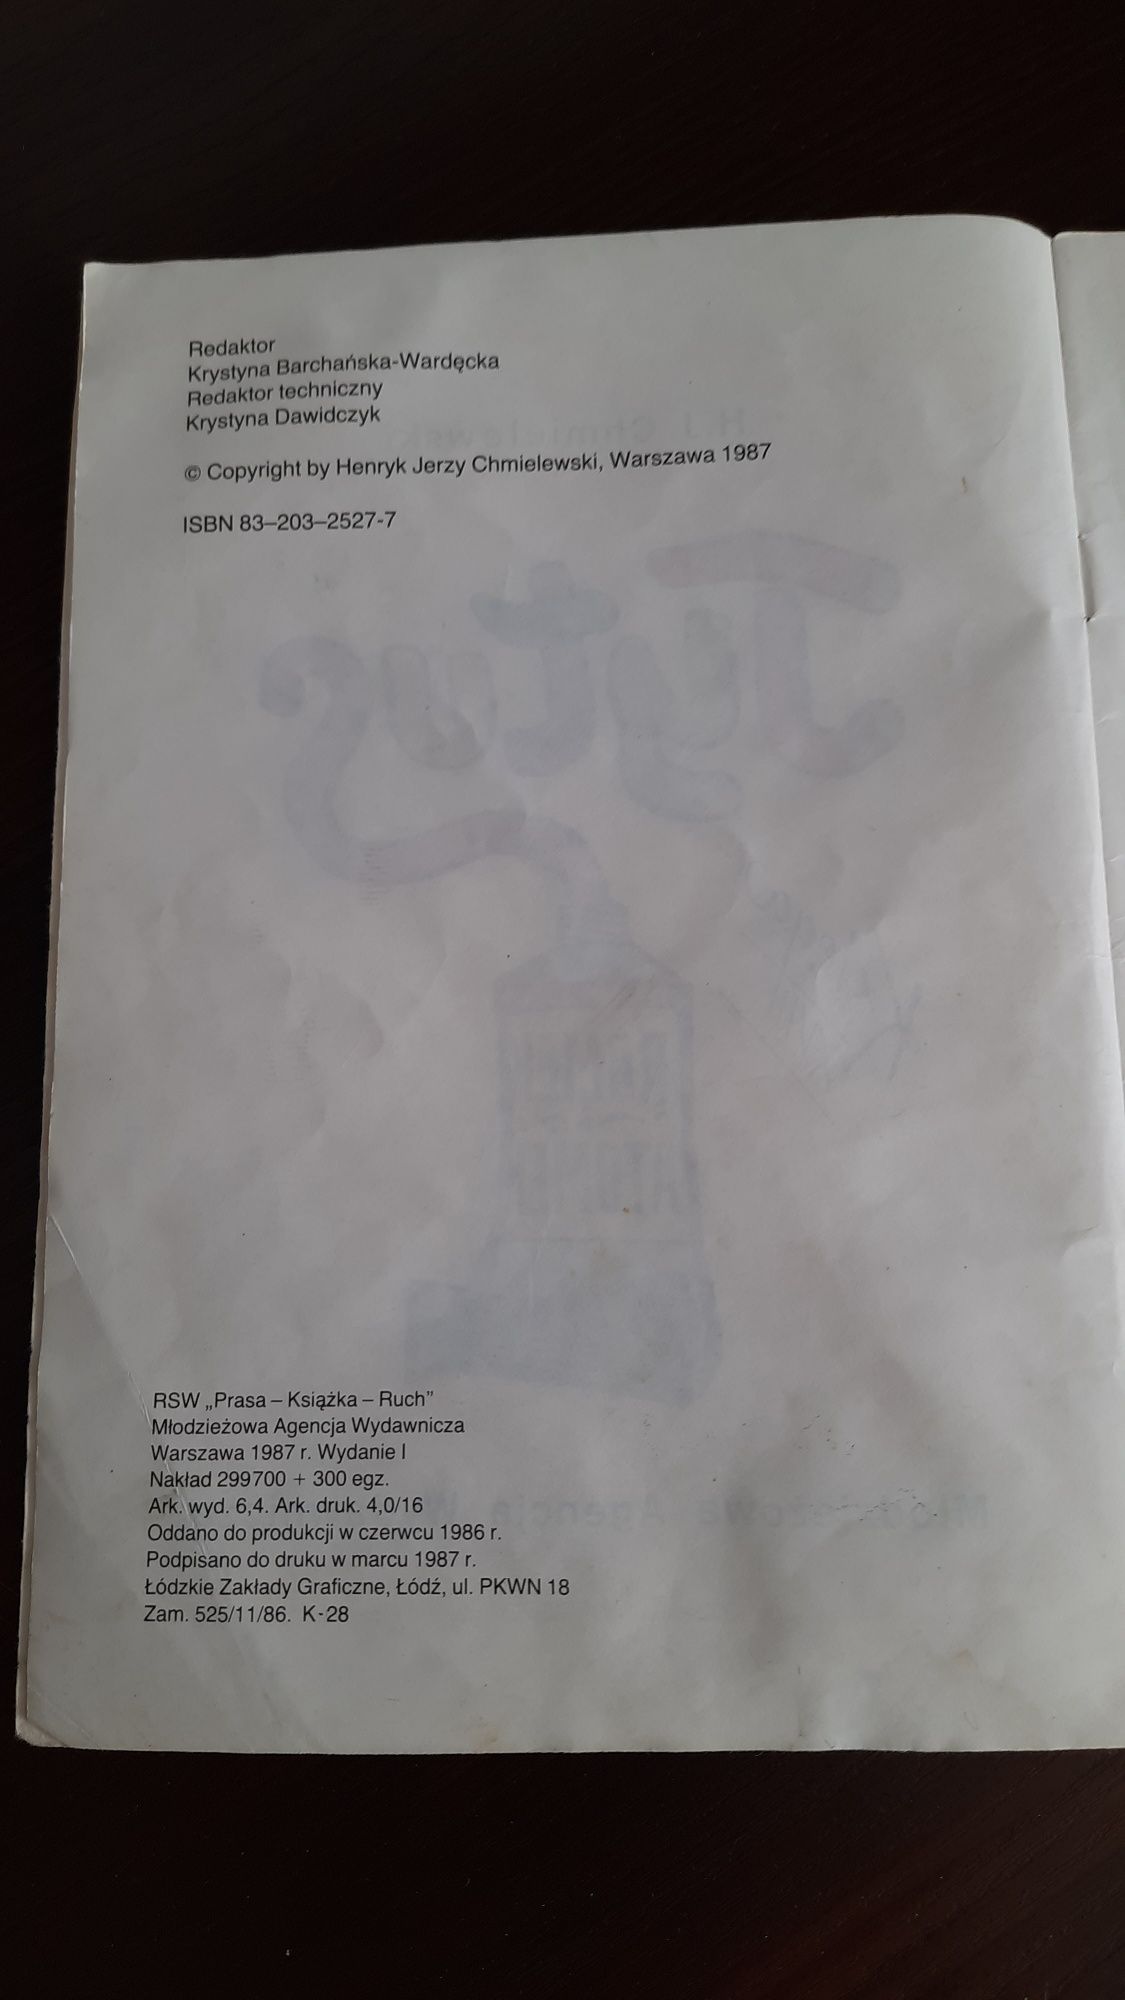 Redaktor
Krystyna Barchańska-Wardęcka
Redaktor techniczny
Krystyna Dawidczyk
© Copyright by Henryk Jerzy Chmielewski, Warszawa 1987
ISBN 83–203–2527-7
RSW „Prasa – Książka – Ruch”
Młodzieżowa Agencja Wydawnicza
Warszawa 1987 r. Wydanie I
Nakład 299700 + 300 egz.
Ark. wyd. 6,4. Ark. druk. 4,0/16
Oddano do produkcji w czerwcu 1986 r.
Podpisano do druku w marcu 1987 r.
Łódzkie Zakłady Graficzne, Łódź, ul. PKWN 18
Zam. 525/11/86. K-28